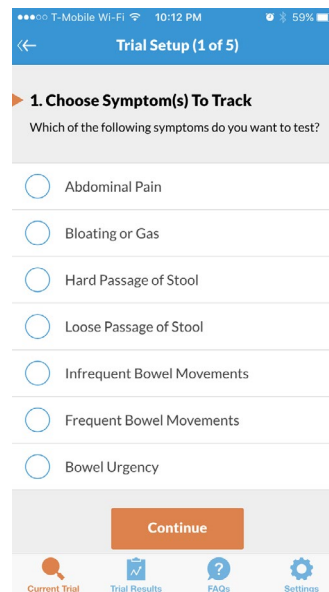 T-Mobile Wi-Fi 10:12 PM 59%
Trial Setup (1 of 5)
1. Choose Symptom(s) To Track
Which of the following symptoms do you want to test?
Abdominal Pain
Bloating or Gas
Hard Passage of Stool
Loose Passage of Stool
Infrequent Bowel Movements
Frequent Bowel Movements
Bowel Urgency
Continue
Current Trial Trial Results FAQs Settings